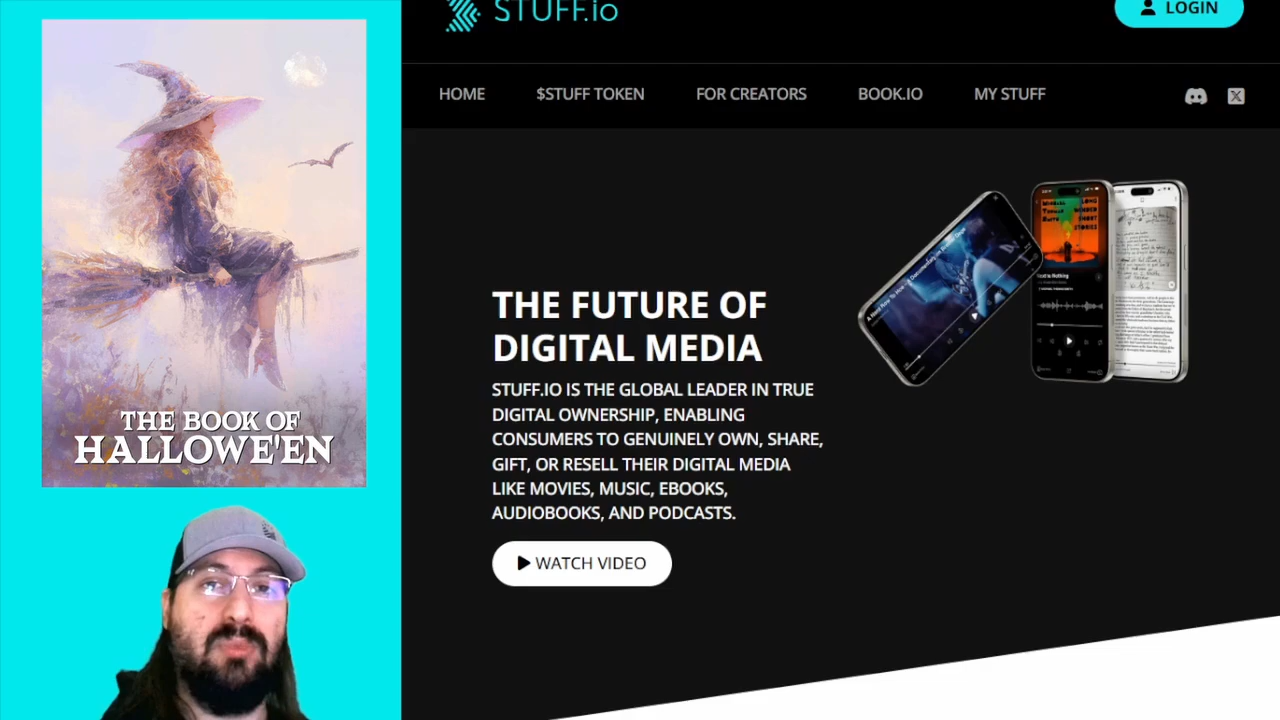 THE BOOK OF
HALLOWE'EN
STUFF.io
LOGIN
HOME
$STUFF TOKEN
FOR CREATORS
BOOK.IO
MY STUFF
THE FUTURE OF
DIGITAL MEDIA
STUFF.IO IS THE GLOBAL LEADER IN TRUE
DIGITAL OWNERSHIP, ENABLING
CONSUMERS TO GENUINELY OWN, SHARE,
GIFT, OR RESELL THEIR DIGITAL MEDIA
LIKE MOVIES, MUSIC, EBOOKS,
AUDIOBOOKS, AND PODCASTS.
WATCH VIDEO